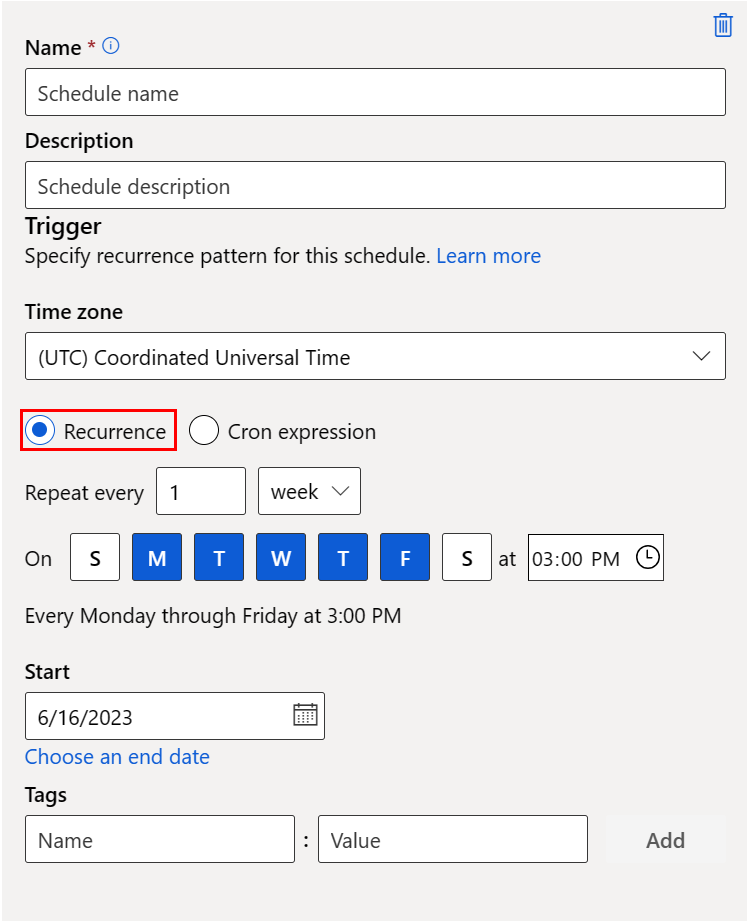 Name *
Schedule name
Description
Schedule description
Trigger
Specify recurrence pattern for this schedule. Learn more
Time zone
(UTC) Coordinated Universal Time
Recurrence Cron expression
Repeat every 1 week
On S M T W T F S at 03:00 PM
Every Monday through Friday at 3:00 PM
Start
6/16/2023
Choose an end date
Tags
Name : Value Add